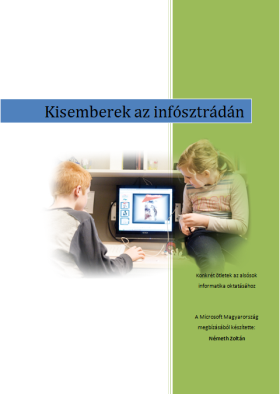 Kisemberek az infósztrádán
Konkrét ötletek az alsósok
informatika oktatásához
A Microsoft Magyarország
megbízásából készítette:
Németh Zoltán